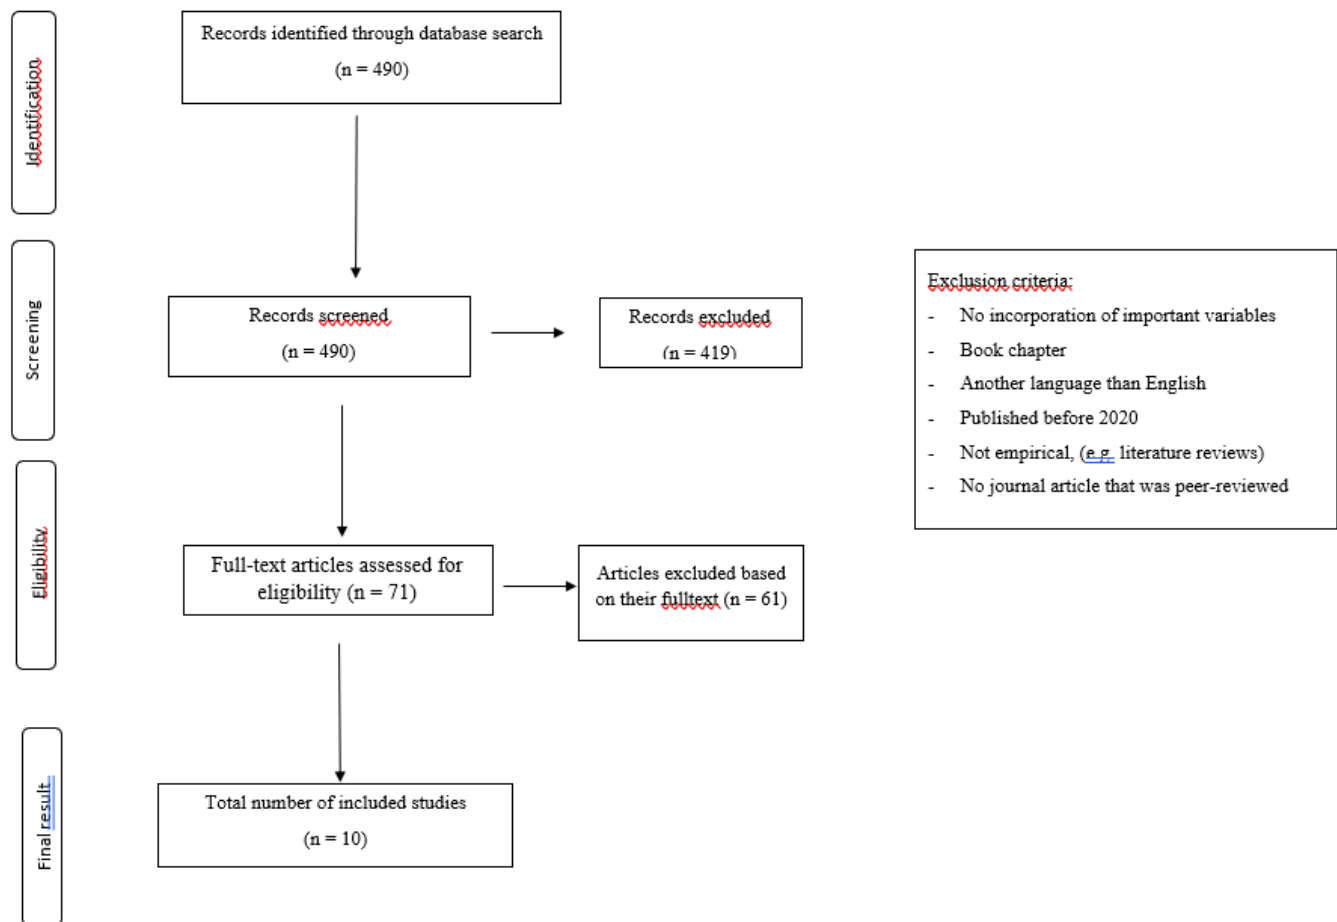 Identification
Records identified through database search
(n = 490)
Screening
Records screened
(n = 490)
Records excluded
(n = 419)
Exclusion criteria:
- No incorporation of important variables
- Book chapter
- Another language than English
- Published before 2020
- Not empirical, (e.g. literature reviews)
- No journal article that was peer-reviewed
Eligibility
Full-text articles assessed for
eligibility (n = 71)
Articles excluded based
on their fulltext (n = 61)
Final result
Total number of included studies
(n = 10)